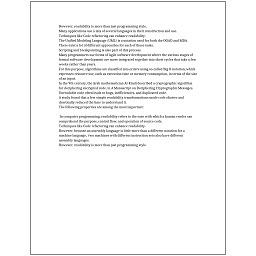 However, readability is more than just programming style.
Many applications use a mix of several languages in their construction and use.
Techniques like Code refactoring can enhance readability.
The Unified Modeling Language (UML) is a notation used for both the OOAD and MDA.
There exist a lot of different approaches for each of those tasks.
Scripting and breakpointing is also part of this process.
Many programmers use forms of Agile software development where the various stages of formal software development are more integrated together into short cycles that take a few weeks rather than years.
For this purpose, algorithms are classified into orders using so-called Big O notation, which expresses resource use, such as execution time or memory consumption, in terms of the size of an input.
In the 9th century, the Arab mathematician Al-Kindi described a cryptographic algorithm for deciphering encrypted code, in A Manuscript on Deciphering Cryptographic Messages.
Unreadable code often leads to bugs, inefficiencies, and duplicated code.
A study found that a few simple readability transformations made code shorter and drastically reduced the time to understand it.
The following properties are among the most important:
In computer programming, readability refers to the ease with which a human reader can comprehend the purpose, control flow, and operation of source code.
Techniques like Code refactoring can enhance readability.
However, because an assembly language is little more than a different notation for a machine language, two machines with different instruction sets also have different assembly languages.
However, readability is more than just programming style.